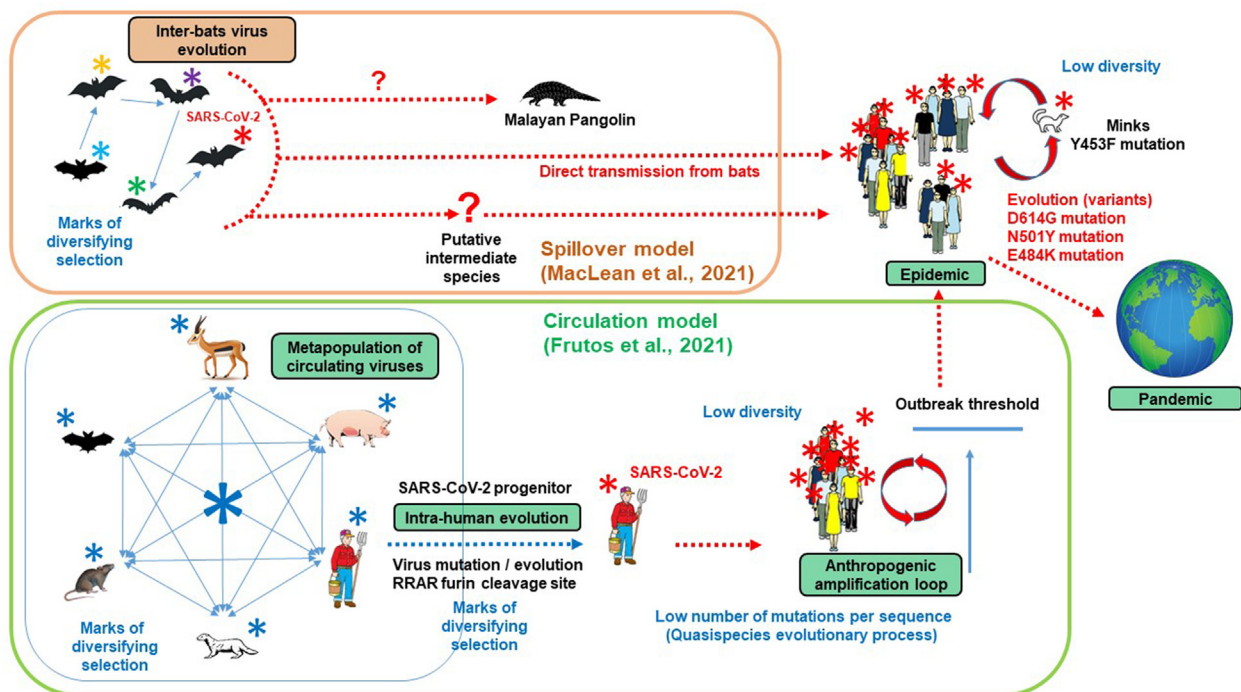 Inter-bats virus
evolution
?
SARS-CoV-2
Malayan Pangolin
Direct transmission from bats
Marks of
diversifying
selection
?
Putative
intermediate
species
Spillover model
(MacLean et al., 2021)
Low diversity
Minks
Y453F mutation
Evolution (variants)
D614G mutation
N501Y mutation
E484K mutation
Epidemic
Pandemic
Circulation model
(Frutos et al., 2021)
Metapopulation of
circulating viruses
SARS-CoV-2 progenitor
Intra-human evolution
Virus mutation / evolution
RRAR furin cleavage site
Marks of
diversifying
selection
Marks of
diversifying
selection
SARS-CoV-2
Low diversity
Outbreak threshold
Anthropogenic
amplification loop
Low number of mutations per sequence
(Quasispecies evolutionary process)